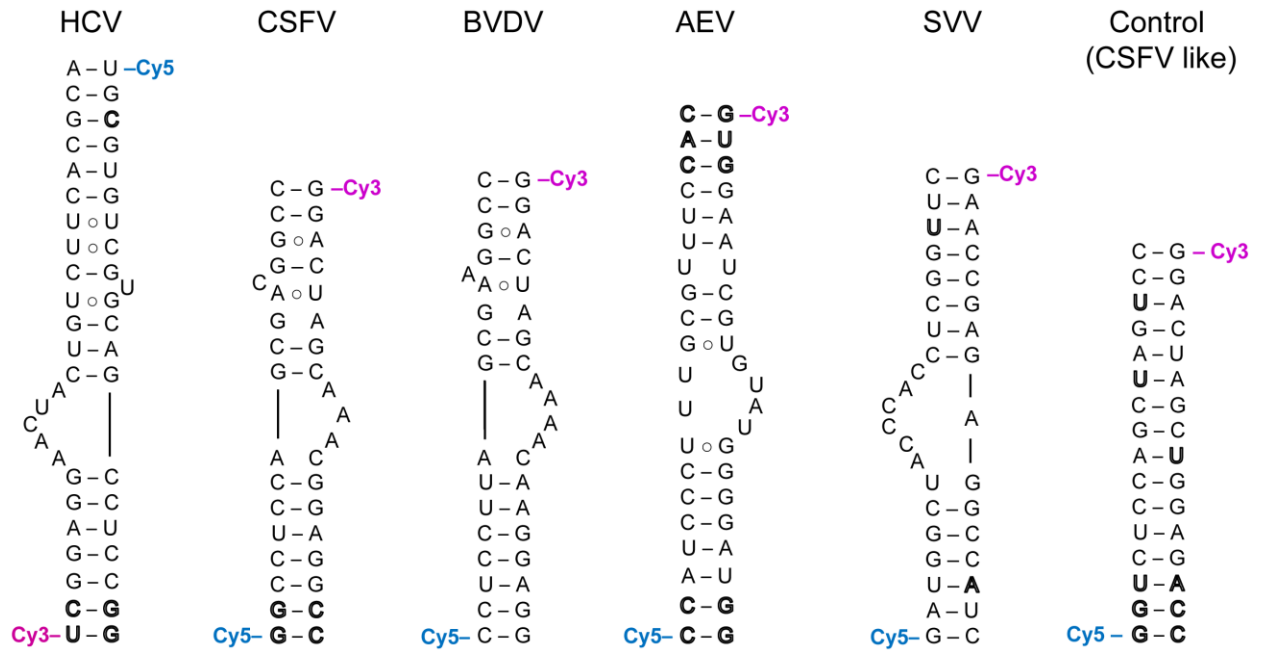 HCV
A – U –Cy5
C – G
G – C
C – G
A – U
C – G
U ○ U
U ○ C
C – G
U
U ○ G
G – C
U – A
C – G
A
U
C
A
A
G – C
G – C
A – U
G – C
G – C
C – G
Cy3– U – G
CSFV
C – G –Cy3
C – G
G ○ A
G – C
C
A ○ U
G – A
C – G
G – C
A
A
A
A C
C – G
C – G
U – A
C – G
C – G
G – C
Cy5– G – C
BVDV
C – G –Cy3
C – G
G ○ A
G – C
A
A ○ U
G – A
C – G
G – C
A
A
A
A
A C
U – A
U – A
C – G
C – G
U – A
C – G
Cy5– C – G
AEV
C – G –Cy3
A – U
C – G
C – G
U – A
U – A
U U
G – C
C – G
G ○ U
G
U U
U A
U
U ○ G
C – G
C – G
C – G
U – A
A – U
C – G
Cy5– C – G
SVV
C – G –Cy3
U – A
U – A
G – C
G – C
C – G
U – A
C – G
C
A
C A
C
C
A
U G
C – G
G – C
G – C
U – A
A – U
Cy5– G – C
Control
(CSFV like)
C – G – Cy3
C – G
U – A
G – C
A – U
U – A
C – G
G – C
A – U
C – G
C – G
U – A
C – G
U – A
G – C
Cy5 – G – C